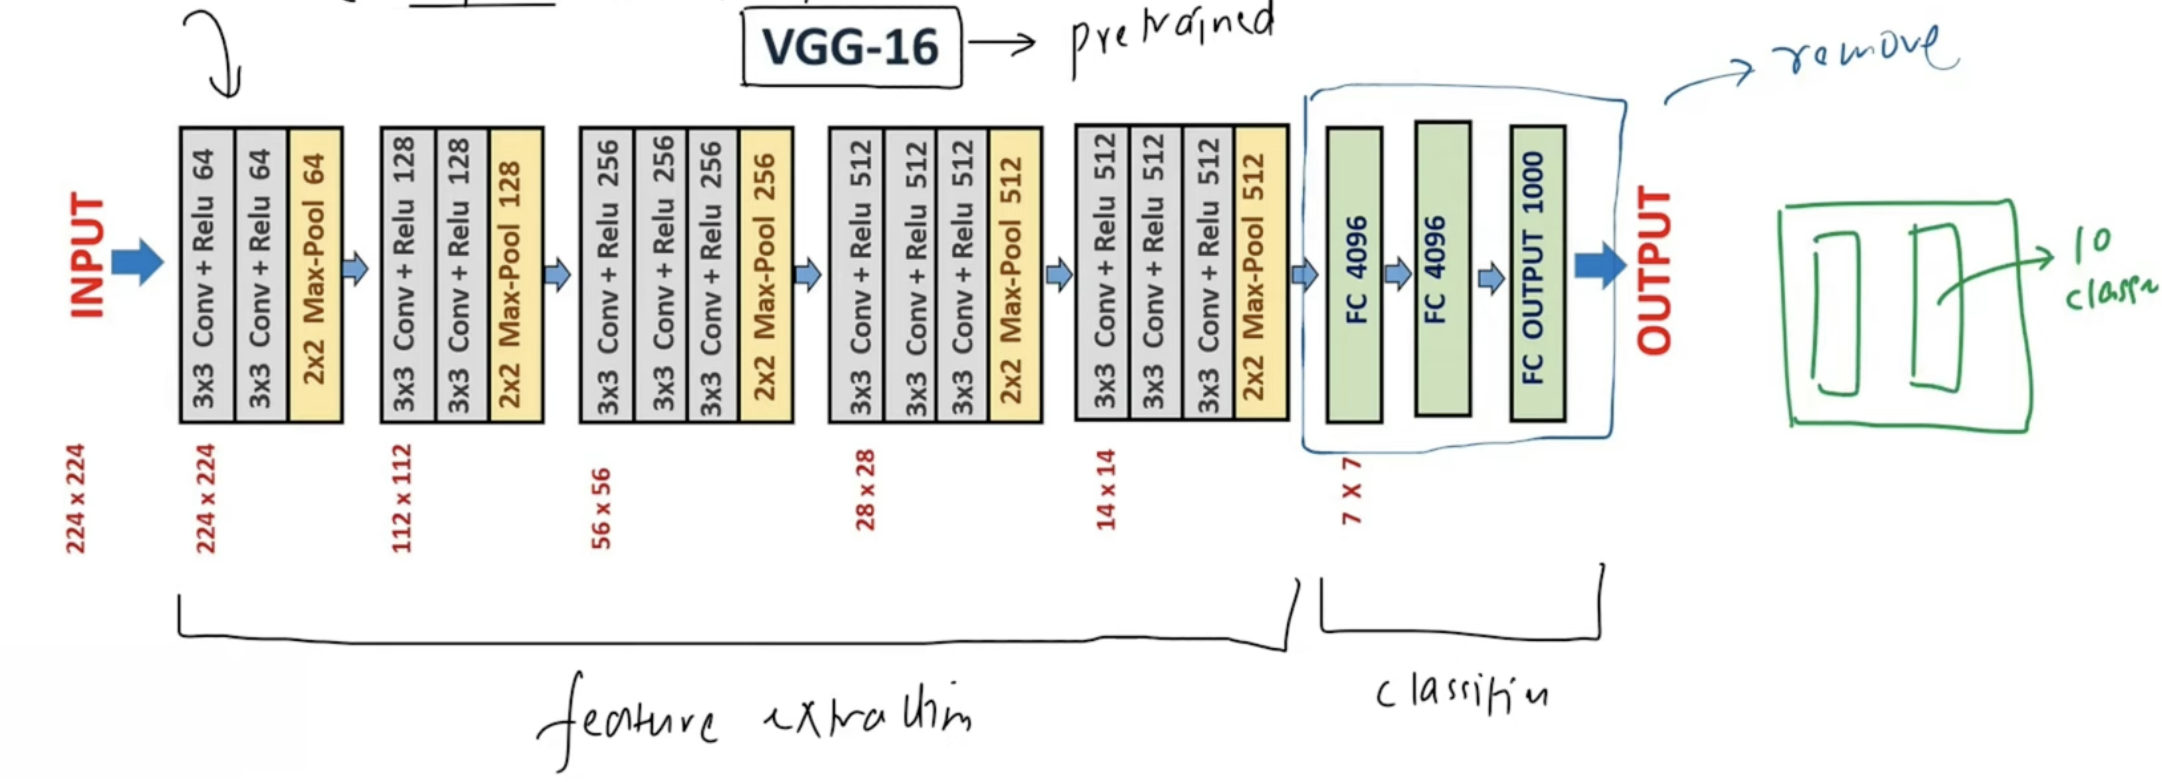 VGG-16 → pretrained
remove
INPUT
3x3 Conv + Relu 64
3x3 Conv + Relu 64
2x2 Max-Pool 64
3x3 Conv + Relu 128
3x3 Conv + Relu 128
2x2 Max-Pool 128
3x3 Conv + Relu 256
3x3 Conv + Relu 256
3x3 Conv + Relu 256
2x2 Max-Pool 256
3x3 Conv + Relu 512
3x3 Conv + Relu 512
3x3 Conv + Relu 512
2x2 Max-Pool 512
3x3 Conv + Relu 512
3x3 Conv + Relu 512
3x3 Conv + Relu 512
2x2 Max-Pool 512
FC 4096
FC 4096
FC OUTPUT 1000
OUTPUT
10
224 x 224
224 x 224
112 x 112
56 x 56
28 x 28
14 x 14
7 X 7
feature extraction